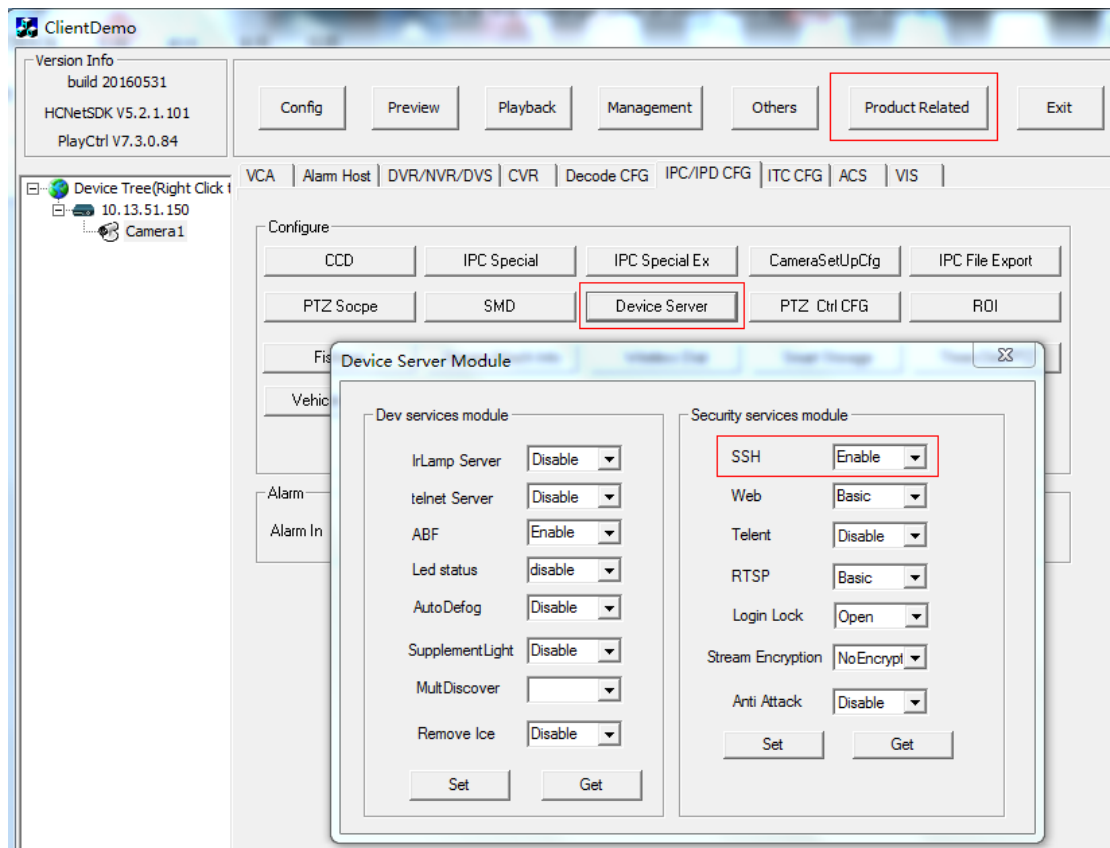 ClientDemo
Version Info
build 20160531
HCNetSDK V5.2.1.101
PlayCtrl V7.3.0.84
Config Preview Playback Management Others Product Related Exit
Device Tree(Right Click t
10.13.51.150
Camera1
VCA Alarm Host DVR/NVR/DVS CVR Decode CFG IPC/IPD CFG ITC CFG ACS VIS
Configure
CCD IPC Special IPC Special Ex CameraSetUpCfg IPC File Export
PTZ Socpe SMD Device Server PTZ Ctrl CFG ROI
Fis
Vehic
Alarm
Alarm In
Device Server Module
Dev services module
IrLamp Server Disable
telnet Server Disable
ABF Enable
Led status disable
AutoDefog Disable
SupplementLight Disable
MultDiscover
Remove Ice Disable
Set Get
Security services module
SSH Enable
Web Basic
Telent Disable
RTSP Basic
Login Lock Open
Stream Encryption NoEncrypt
Anti Attack Disable
Set Get